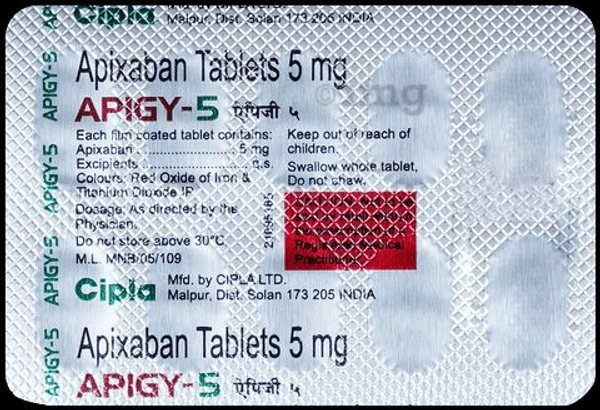 Cipla
Malpur, Dist. Solan 173 205 INDIA
Apixaban Tablets 5 mg
APIGY-5 ऐपिजी ५
Each film coated tablet contains:
Apixaban .......................... 5 mg
Excipients .......................... q.s.
Colours: Red Oxide of Iron &
Titanium Dioxide IP
Dosage: As directed by the
Physician.
Do not store above 30°C
M.L. MNB/05/109
Keep out of reach of
children.
Swallow whole tablet,
Do not chew.
Registered Medical
Practitioner
Cipla
Mfd. by CIPLA LTD.
Malpur, Dist. Solan 173 205 INDIA
Apixaban Tablets 5 mg
APIGY-5 ऐपिजी ५
APIGY-5
APIGY-5
APIGY-5
APIGY-5